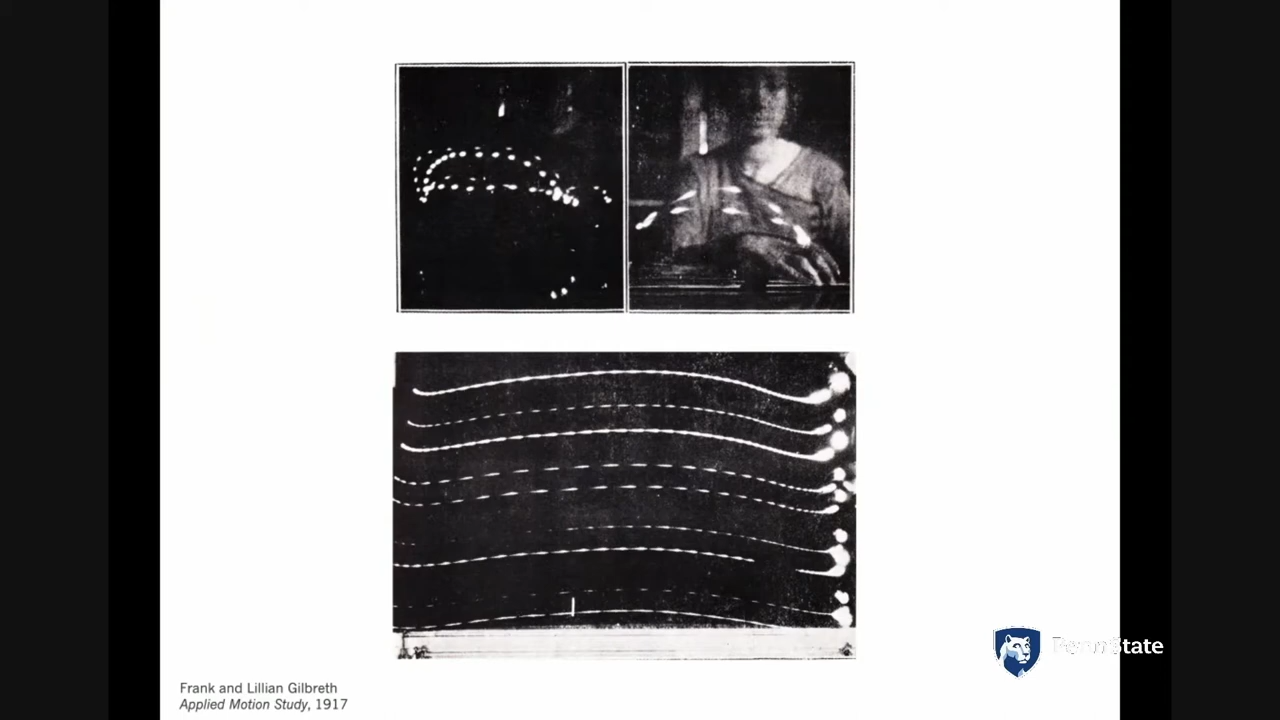 PennState
Frank and Lillian Gilbreth
Applied Motion Study, 1917